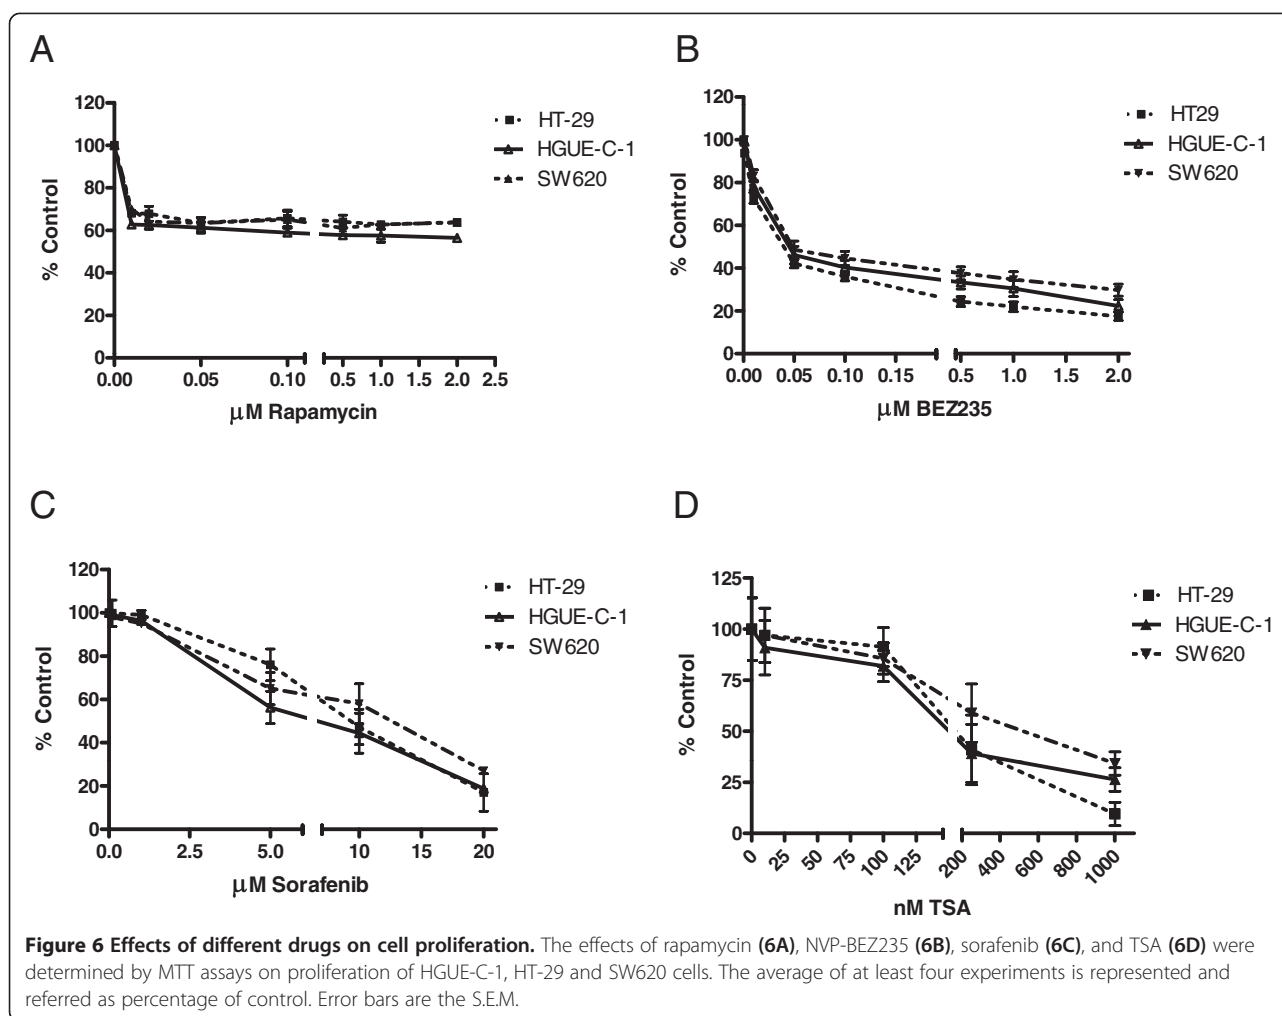 A
120
100
80
60
40
20
0
% Control
0.00 0.05 0.10 0.5 1.0 2.0 2.5
µM Rapamycin
HT-29
HGUE-C-1
SW620
B
120
100
80
60
40
20
0
% Control
0.00 0.05 0.10 0.15 0.5 1.0 1.5 2.0
µM BEZ235
HT29
HGUE-C-1
SW620
C
120
100
80
60
40
20
0
% Control
0.0 2.5 5.0 10 15 20
µM Sorafenib
HT-29
HGUE-C-1
SW620
D
125
100
75
50
25
0
% Control
0 25 50 75 100 125 200 400 600 800 1000
nM TSA
HT-29
HGUE-C-1
SW620
Figure 6 Effects of different drugs on cell proliferation. The effects of rapamycin (6A), NVP-BEZ235 (6B), sorafenib (6C), and TSA (6D) were
determined by MTT assays on proliferation of HGUE-C-1, HT-29 and SW620 cells. The average of at least four experiments is represented and
referred as percentage of control. Error bars are the S.E.M.